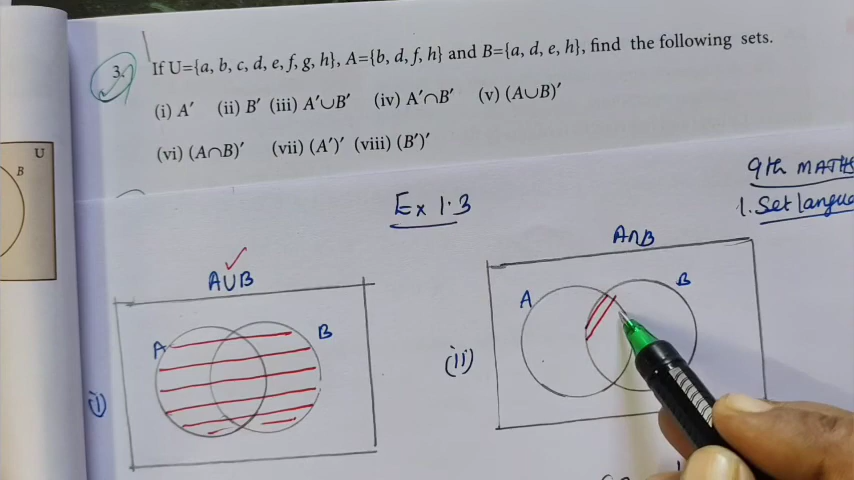 3. If U={a, b, c, d, e, f, g, h}, A={b, d, f, h} and B={a, d, e, h}, find the following sets.
(i) A′ (ii) B′ (iii) A′∪B′ (iv) A′∩B′ (v) (A∪B)′
(vi) (A∩B)′ (vii) (A′)′ (viii) (B′)′
U
B
9th MATHS
Ex 1.3
1. Set langua
A∪B
A∩B
A
B
A
B
(i)
(ii)